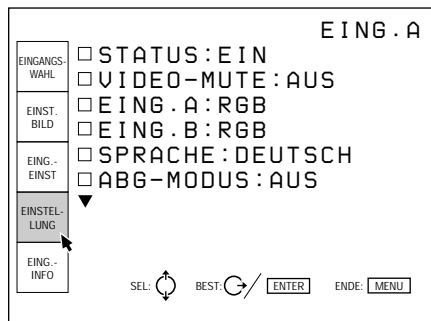 EING.A
EINGANGS-
WAHL
EINST.
BILD
EING.-
EINST
EINSTEL-
LUNG
EING.-
INFO
STATUS:EIN
VIDEO-MUTE:AUS
EING.A:RGB
EING.B:RGB
SPRACHE:DEUTSCH
ABG-MODUS:AUS
SEL: BEST: / ENTER ENDE: MENU